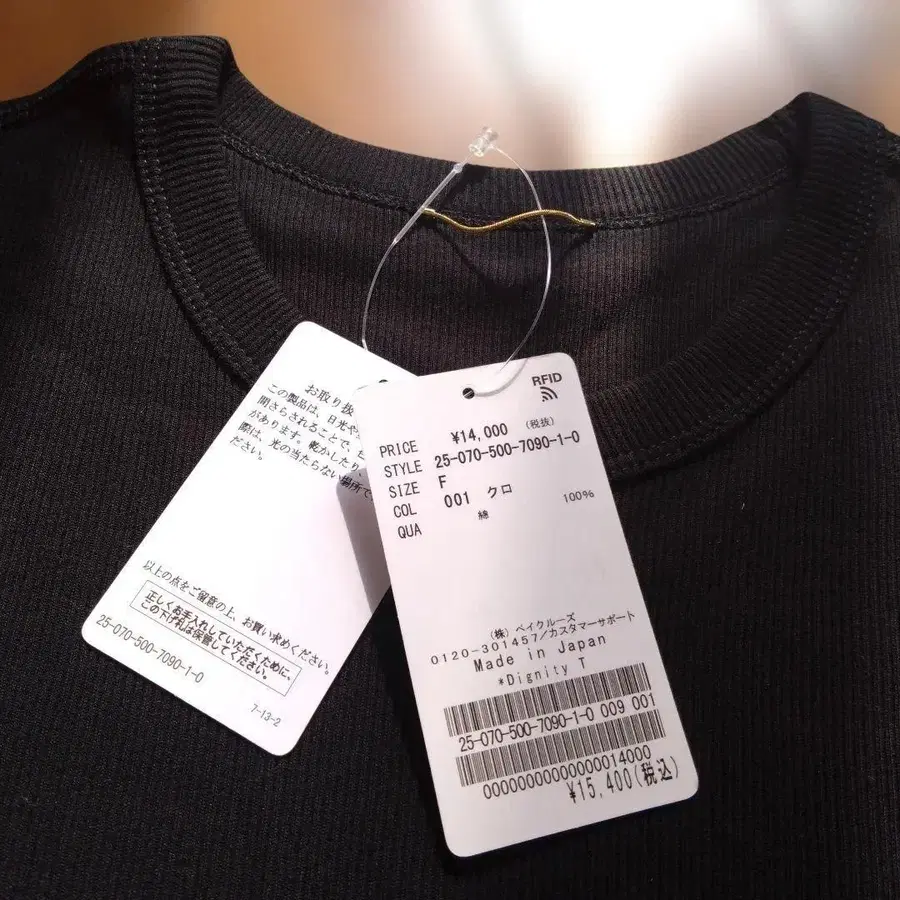 お取り扱
この製品は、日光や
開さらされることで、
があります。乾かしたり、
際は、光の当たらない場所で
ださい。
以上の点をご留意の上、お買い求めください。
正しくお手入れしていただくために、
この下げ札は保管してください。
25-070-500-7090-1-0
7-13-2
RFID
PRICE ¥14,000 (税抜)
STYLE 25-070-500-7090-1-0
SIZE F
COL 001 クロ
QUA 綿 100%
(株) ベイクルーズ
0120-301457/カスタマーサポート
Made in Japan
*Dignity T
25-070-500-7090-1-0 009 001
00000000000000014000
¥15,400(税込)